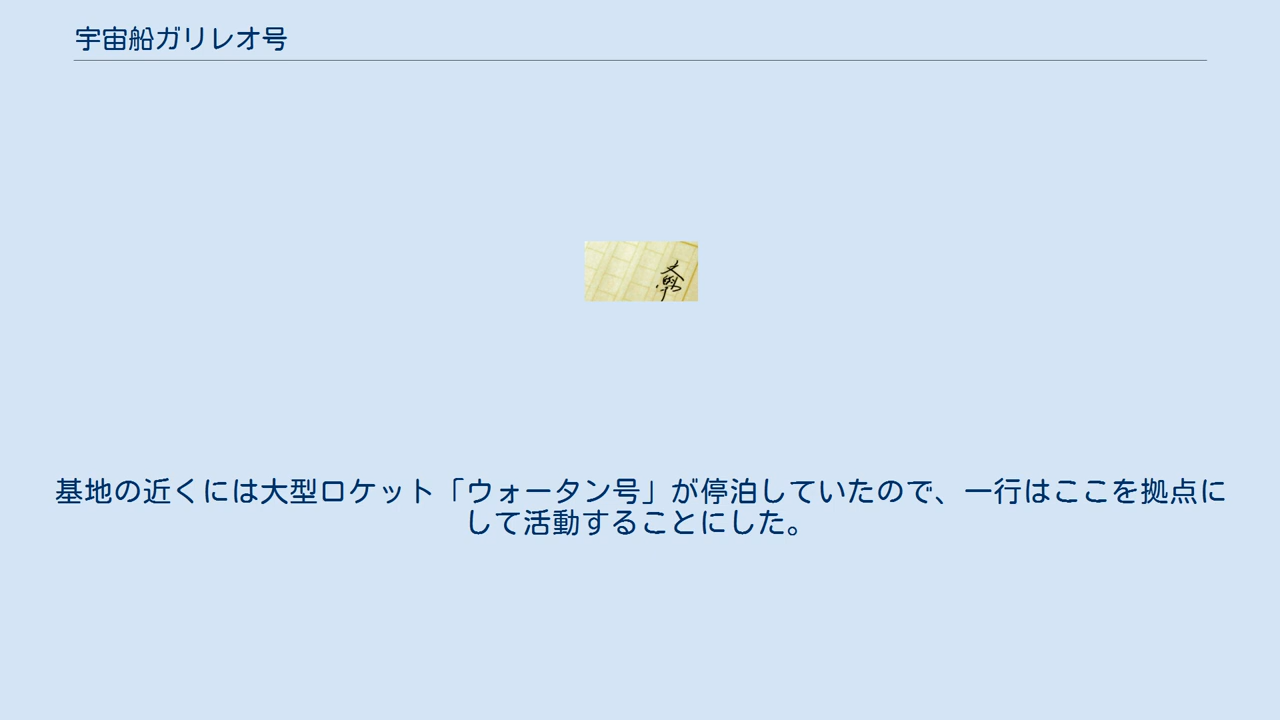 宇宙船ガリレオ号
基地の近くには大型ロケット「ウォータン号」が停泊していたので、一行はここを拠点に
して活動することにした。